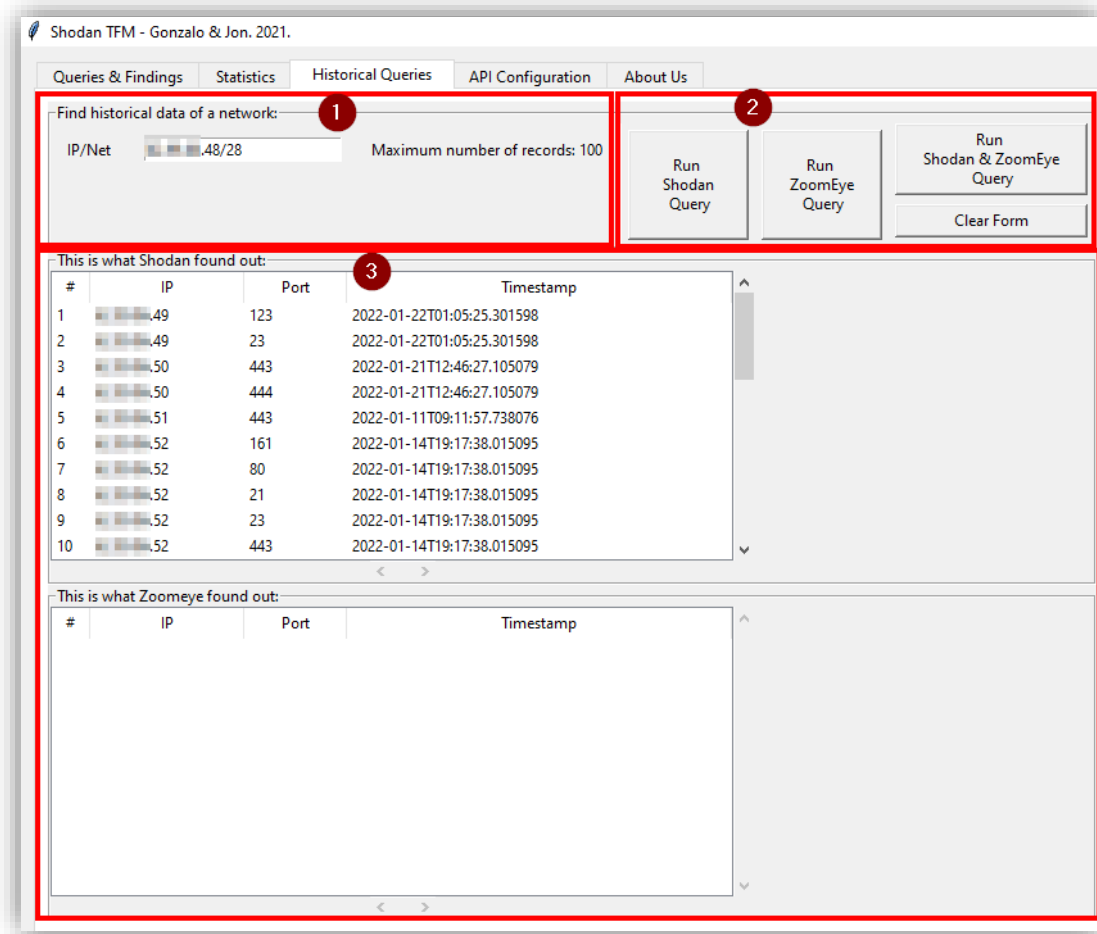 Shodan TFM - Gonzalo & Jon. 2021.
Queries & Findings Statistics Historical Queries API Configuration About Us
Find historical data of a network:
1
IP/Net .48/28 Maximum number of records: 100
2
Run
Shodan
Query
Run
ZoomEye
Query
Run
Shodan & ZoomEye
Query
Clear Form
This is what Shodan found out:
3
# IP Port Timestamp
1 .49 123 2022-01-22T01:05:25.301598
2 .49 23 2022-01-22T01:05:25.301598
3 .50 443 2022-01-21T12:46:27.105079
4 .50 444 2022-01-21T12:46:27.105079
5 .51 443 2022-01-11T09:11:57.738076
6 .52 161 2022-01-14T19:17:38.015095
7 .52 80 2022-01-14T19:17:38.015095
8 .52 21 2022-01-14T19:17:38.015095
9 .52 23 2022-01-14T19:17:38.015095
10 .52 443 2022-01-14T19:17:38.015095
This is what Zoomeye found out:
# IP Port Timestamp